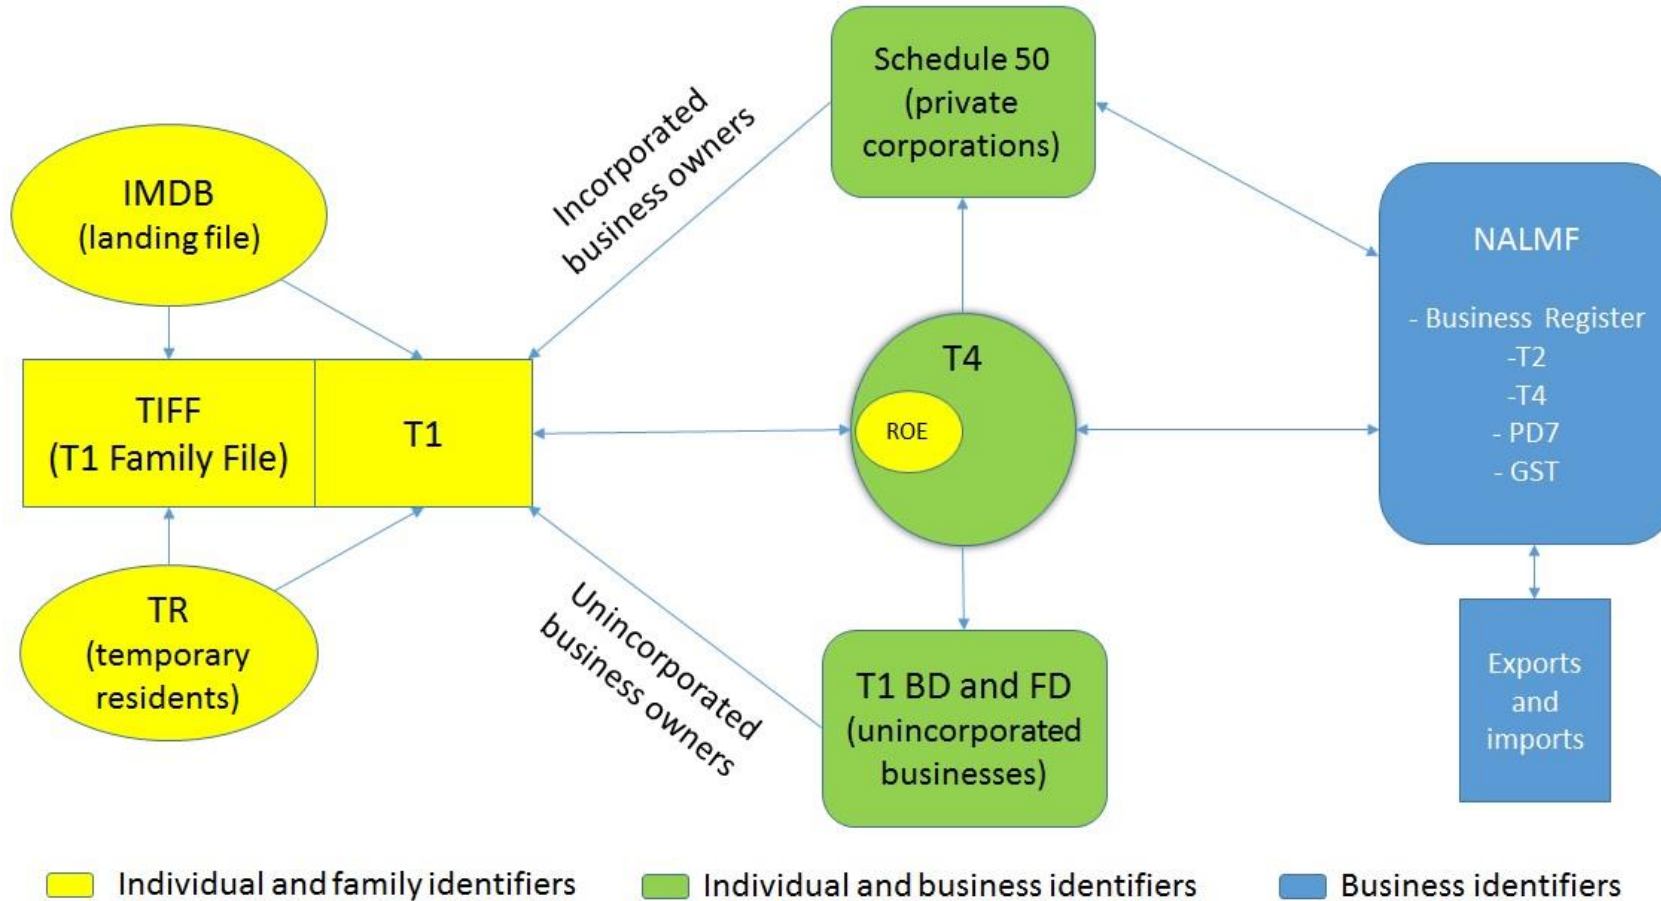 Schedule 50
(private
corporations)
Incorporated
business owners
IMDB
(landing file)
NALMF
- Business Register
-T2
-T4
- PD7
- GST
T4
ROE
TIFF
(T1 Family File)
T1
TR
(temporary
residents)
Unincorporated
business owners
T1 BD and FD
(unincorporated
businesses)
Exports
and
imports
Individual and family identifiers
Individual and business identifiers
Business identifiers